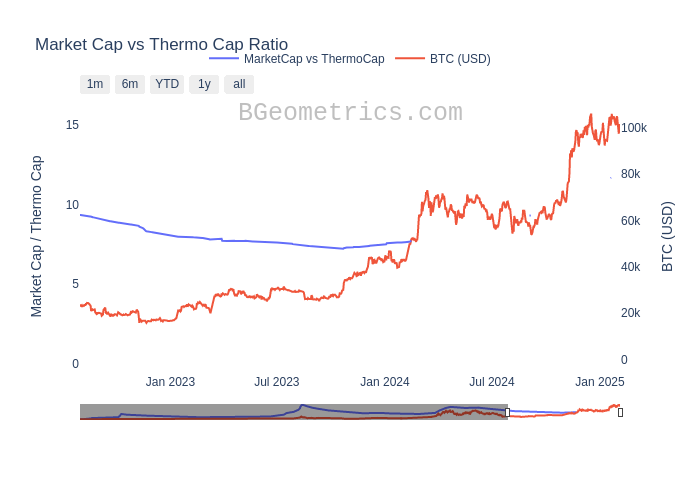 Market Cap vs Thermo Cap Ratio
MarketCap vs ThermoCap
BTC (USD)
1m 6m YTD 1y all
BGeometrics.com
15
10
5
0
Market Cap / Thermo Cap
100k
80k
60k
40k
20k
0
BTC (USD)
Jan 2023 Jul 2023 Jan 2024 Jul 2024 Jan 2025